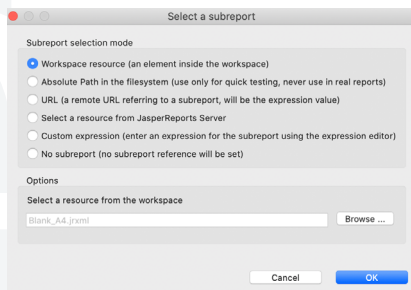 Select a subreport
Subreport selection mode
Workspace resource (an element inside the workspace)
Absolute Path in the filesystem (use only for quick testing, never use in real reports)
URL (a remote URL referring to a subreport, will be the expression value)
Select a resource from JasperReports Server
Custom expression (enter an expression for the subreport using the expression editor)
No subreport (no subreport reference will be set)
Options
Select a resource from the workspace
Blank_A4.jrxml
Browse ...
Cancel
OK